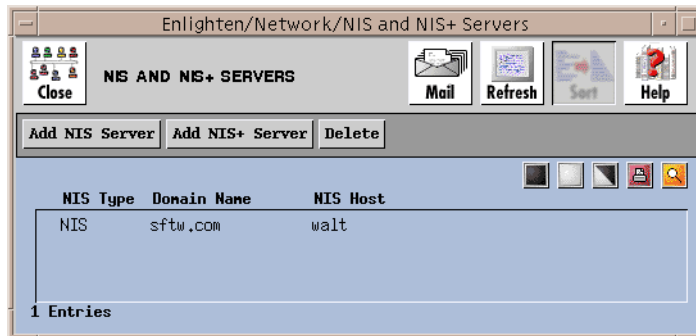 Enlighten/Network/NIS and NIS+ Servers
Close
NIS AND NIS+ SERVERS
Mail
Refresh
Sort
Help
Add NIS Server
Add NIS+ Server
Delete
NIS Type Domain Name NIS Host
NIS sftw.com walt
1 Entries